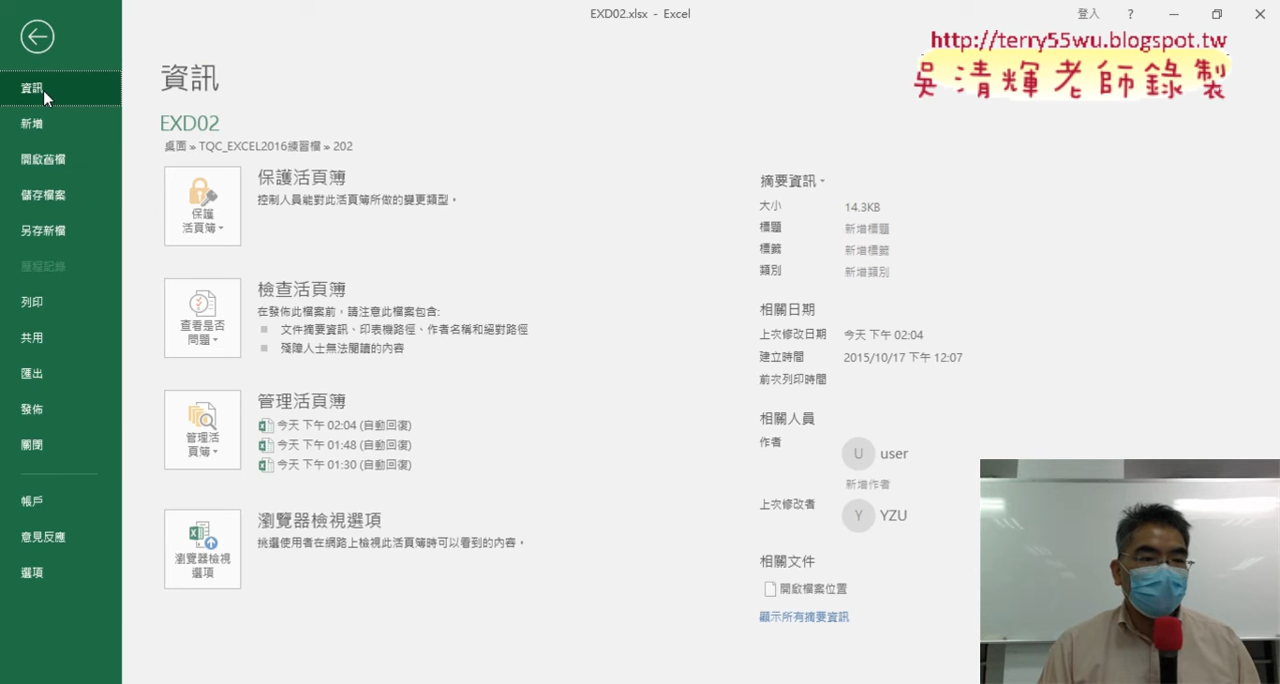 EXD02.xlsx - Excel
登入
?
http://terry55wu.blogspot.tw
吳清輝老師錄製
資訊
新增
開啟舊檔
儲存檔案
另存新檔
歷程記錄
列印
共用
匯出
發佈
關閉
帳戶
意見反應
選項
資訊
EXD02
桌面 » TQC_EXCEL2016練習檔 » 202
保護
活頁簿
保護活頁簿
控制人員能對此活頁簿所做的變更類型。
查看是否
問題
檢查活頁簿
在發佈此檔案前，請注意此檔案包含:
文件摘要資訊、印表機路徑、作者名稱和絕對路徑
殘障人士無法閱讀的內容
管理活
頁簿
管理活頁簿
今天 下午 02:04 (自動回復)
今天 下午 01:48 (自動回復)
今天 下午 01:30 (自動回復)
瀏覽器檢視
選項
瀏覽器檢視選項
挑選使用者在網路上檢視此活頁簿時可以看到的內容。
摘要資訊
大小 14.3KB
標題 新增標題
標籤 新增標籤
類別 新增類別
相關日期
上次修改日期 今天 下午 02:04
建立時間 2015/10/17 下午 12:07
前次列印時間
相關人員
作者
U user
新增作者
上次修改者
Y YZU
相關文件
開啟檔案位置
顯示所有摘要資訊